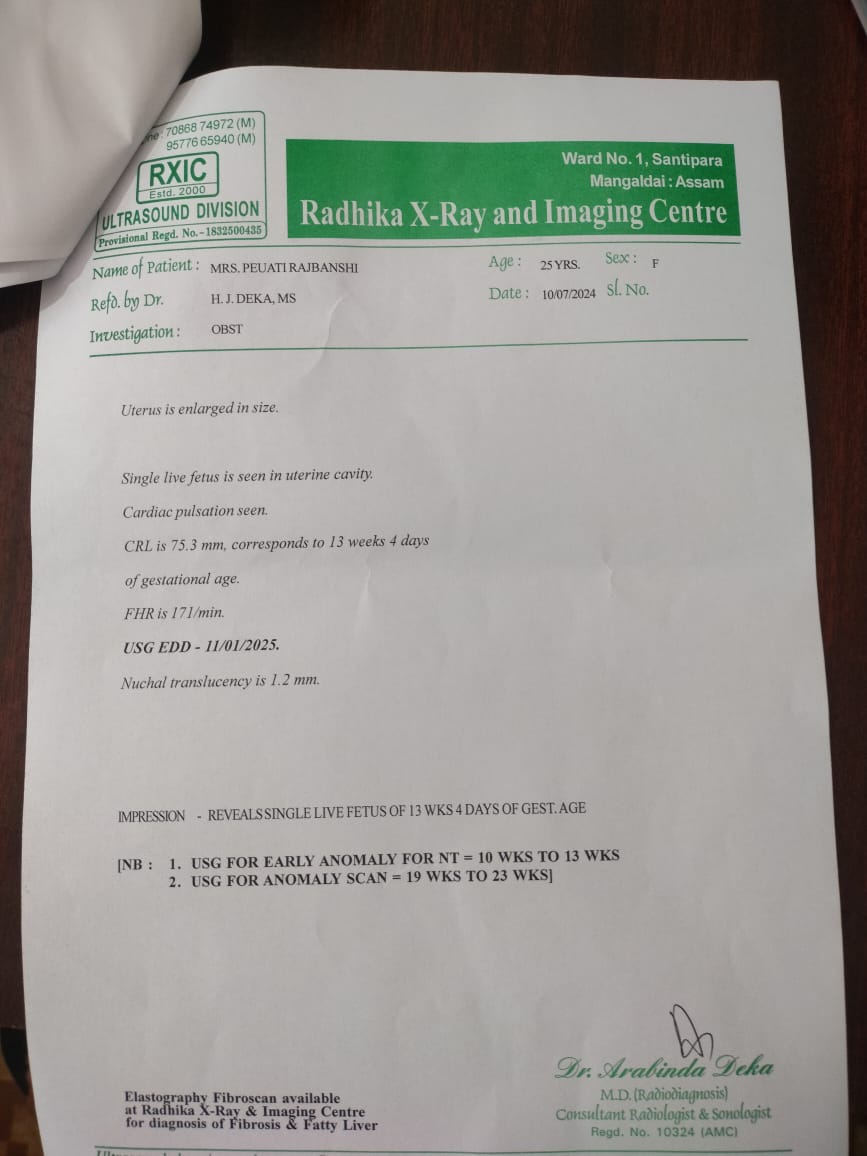 70868 74972 (M)
95776 65940 (M)
RXIC
Estd. 2000
ULTRASOUND DIVISION
Provisional Regd. No.-1832500435
Ward No. 1, Santipara
Mangaldai : Assam
Radhika X-Ray and Imaging Centre
Name of Patient : MRS. PEUATI RAJBANSHI Age : 25 YRS. Sex : F
Refd. by Dr. H. J. DEKA, MS Date : 10/07/2024 Sl. No.
Investigation : OBST
Uterus is enlarged in size.
Single live fetus is seen in uterine cavity.
Cardiac pulsation seen.
CRL is 75.3 mm, corresponds to 13 weeks 4 days
of gestational age.
FHR is 171/min.
USG EDD - 11/01/2025.
Nuchal translucency is 1.2 mm.
IMPRESSION - REVEALS SINGLE LIVE FETUS OF 13 WKS 4 DAYS OF GEST. AGE
[NB : 1. USG FOR EARLY ANOMALY FOR NT = 10 WKS TO 13 WKS
2. USG FOR ANOMALY SCAN = 19 WKS TO 23 WKS]
Dr. Arabinda Deka
M.D. (Radiodiagnosis)
Consultant Radiologist & Sonologist
Regd. No. 10324 (AMC)
Elastography Fibroscan available
at Radhika X-Ray & Imaging Centre
for diagnosis of Fibrosis & Fatty Liver